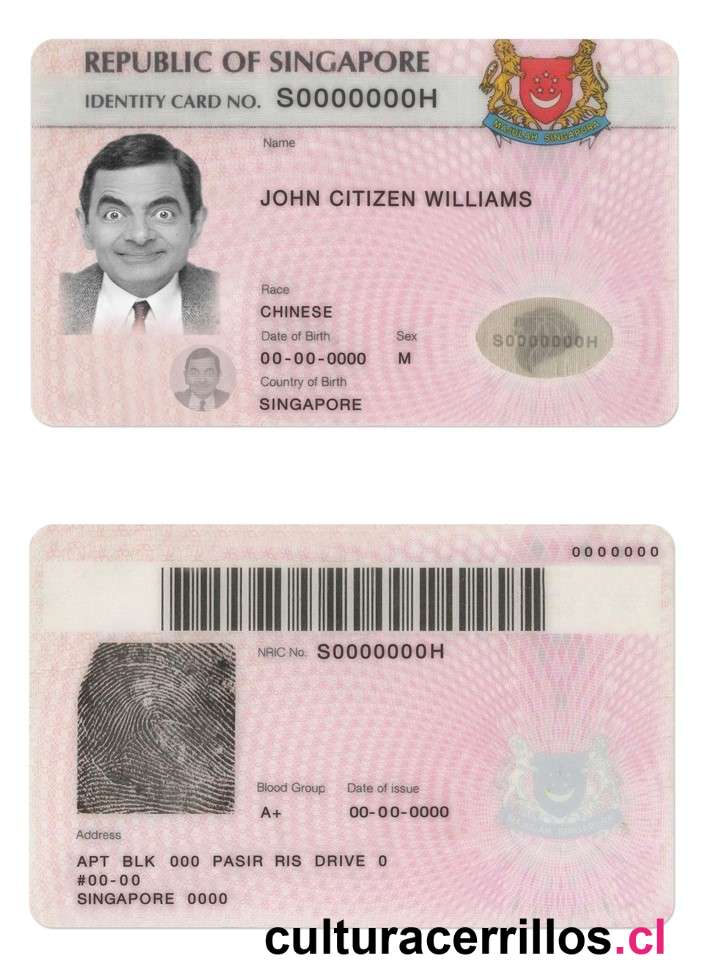 REPUBLIC OF SINGAPORE
IDENTITY CARD NO. S0000000H
MAJULAH SINGAPURA
Name
JOHN CITIZEN WILLIAMS
Race
CHINESE
Date of Birth Sex
00-00-0000 M
S0000000H
Country of Birth
SINGAPORE
0000000
NRIC No. S0000000H
Blood Group Date of issue
A+ 00-00-0000
Address
APT BLK 000 PASIR RIS DRIVE 0
#00-00
SINGAPORE 0000
culturacerrillos.cl